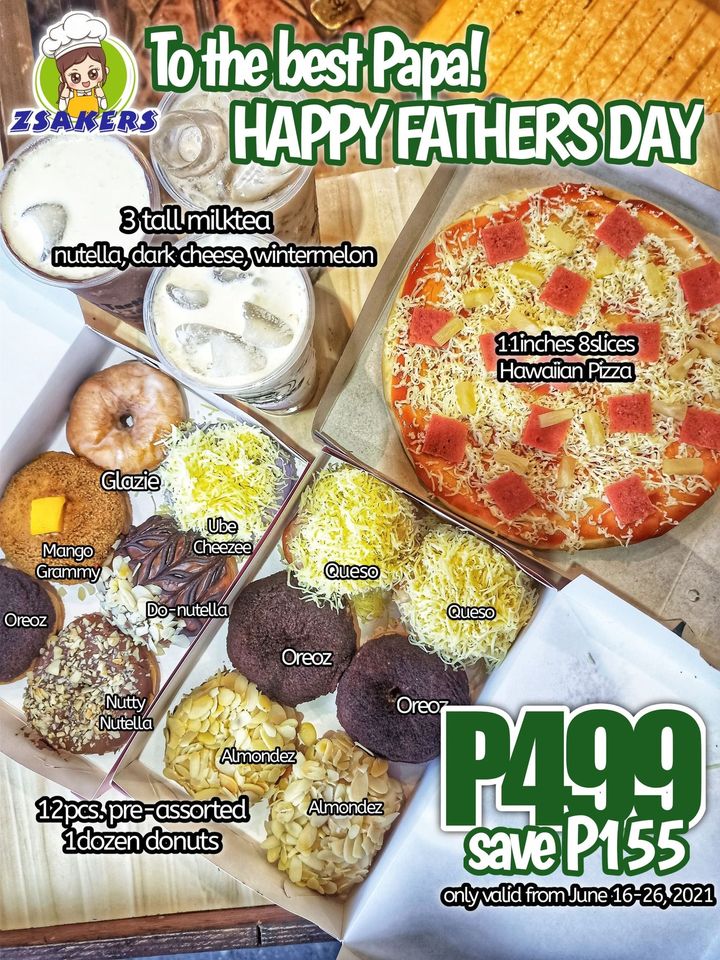 ZSAKERS
To the best Papa!
HAPPY FATHERS DAY
3 tall milktea
nutella, dark cheese, wintermelon
11inches 8slices
Hawaiian Pizza
Glazie
Ube
Cheezee
Mango
Grammy
Do-nutella
Oreoz
Nutty
Nutella
Queso
Queso
Oreoz
Oreoz
Almondez
Almondez
12pcs. pre-assorted
1dozen donuts
P499
save P155
only valid from June 16-26, 2021